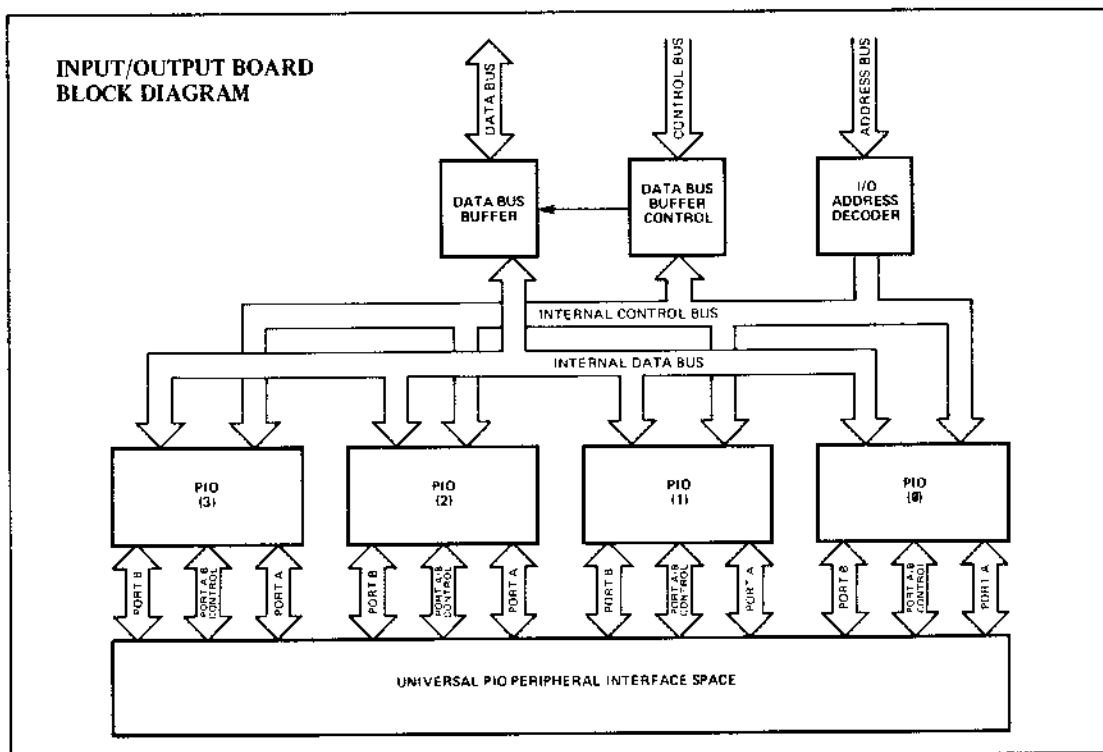 INPUT/OUTPUT BOARD
BLOCK DIAGRAM
DATA BUS
CONTROL BUS
ADDRESS BUS
DATA BUS
BUFFER
DATA BUS
BUFFER
CONTROL
I/O
ADDRESS
DECODER
INTERNAL CONTROL BUS
INTERNAL DATA BUS
PIO
(3)
PIO
(2)
PIO
(1)
PIO
(0)
PORT B
PORT A-B
CONTROL
PORT A
PORT B
PORT A-B
CONTROL
PORT A
PORT B
PORT A-B
CONTROL
PORT A
PORT B
PORT A-B
CONTROL
PORT A
UNIVERSAL PIO PERIPHERAL INTERFACE SPACE